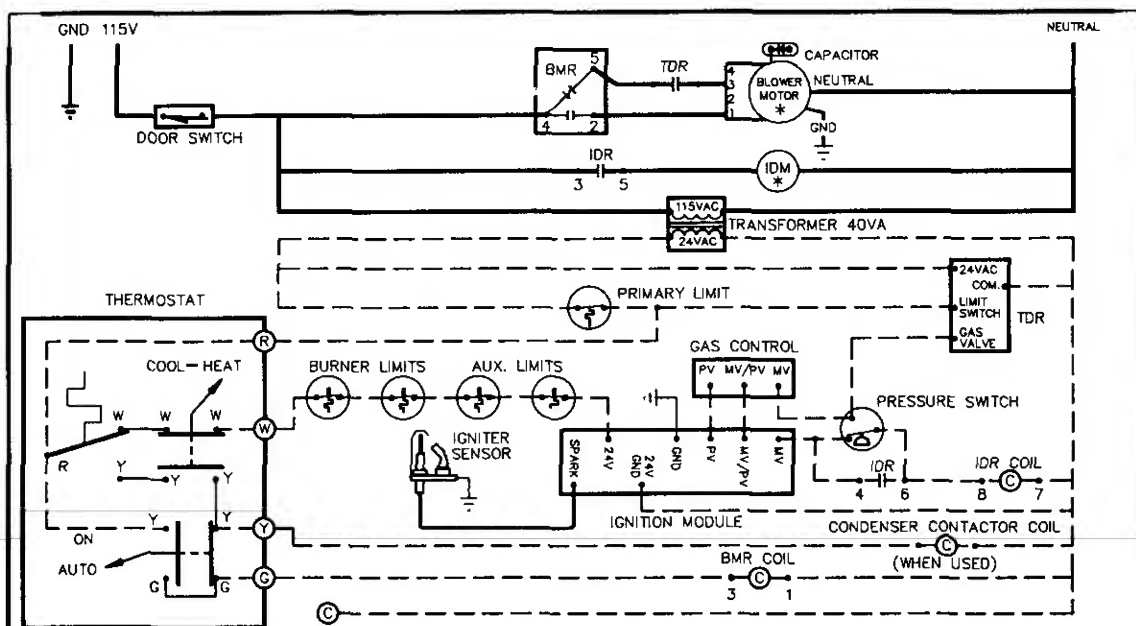 GND 115V
NEUTRAL
DOOR SWITCH
BMR
5
4
2
TDR
CAPACITOR
4
3
2
1
BLOWER
MOTOR
*
NEUTRAL
GND
IDR
3 5
IDM
*
115VAC
24VAC
TRANSFORMER 40VA
24VAC
COM.
LIMIT
SWITCH
GAS
VALVE
TDR
PRIMARY LIMIT
THERMOSTAT
COOL-HEAT
R
W W W
W
R
Y Y Y
Y Y
Y
ON
AUTO
G G
G
C
BURNER LIMITS
AUX. LIMITS
IGNITER
SENSOR
GAS CONTROL
PV
MV/PV
MV
SPARK
24V
24V
GND
GND
PV
MV/PV
MV
IGNITION MODULE
PRESSURE SWITCH
IDR
4 6
IDR COIL
8 C 7
CONDENSER CONTACTOR COIL
C
(WHEN USED)
BMR COIL
3 C 1